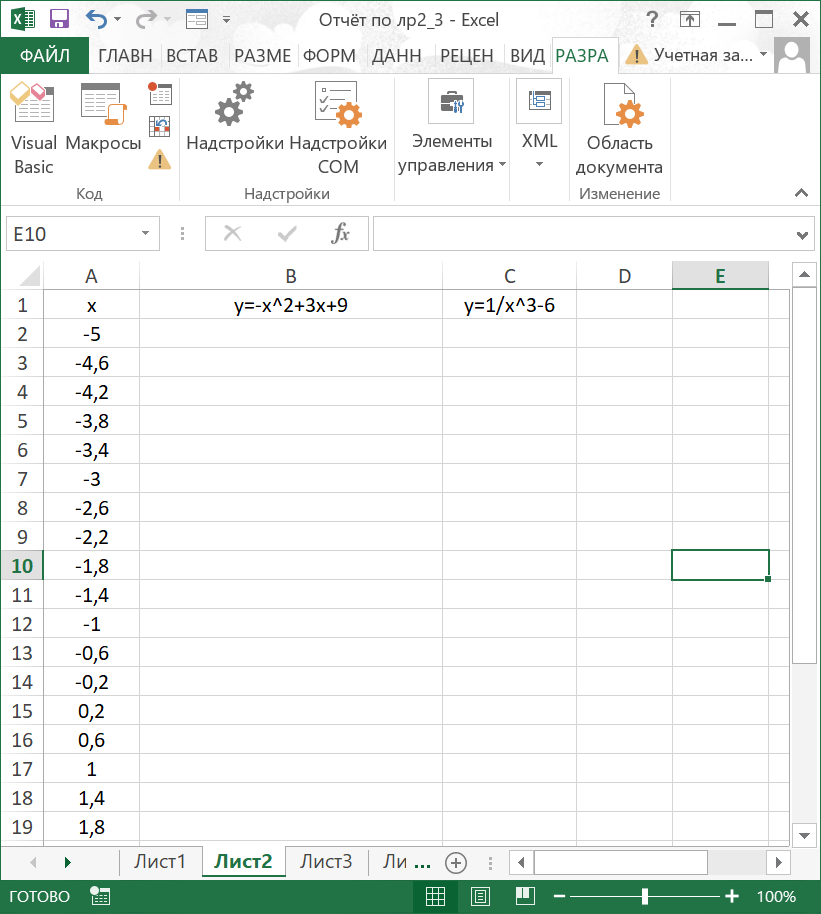 Отчёт по лр2_3 - Excel
?
ФАЙЛ ГЛАВН ВСТАВ РАЗМЕ ФОРМ ДАНН РЕЦЕН ВИД РАЗРА Учетная за...
Visual Basic
Макросы
Код
Надстройки
Надстройки COM
Надстройки
Элементы управления
XML
Область документа
Изменение
E10
fx
A B C D E
1 x y=-x^2+3x+9 y=1/x^3-6
2 -5
3 -4,6
4 -4,2
5 -3,8
6 -3,4
7 -3
8 -2,6
9 -2,2
10 -1,8
11 -1,4
12 -1
13 -0,6
14 -0,2
15 0,2
16 0,6
17 1
18 1,4
19 1,8
Лист1 Лист2 Лист3 Ли ...
ГОТОВО 100%